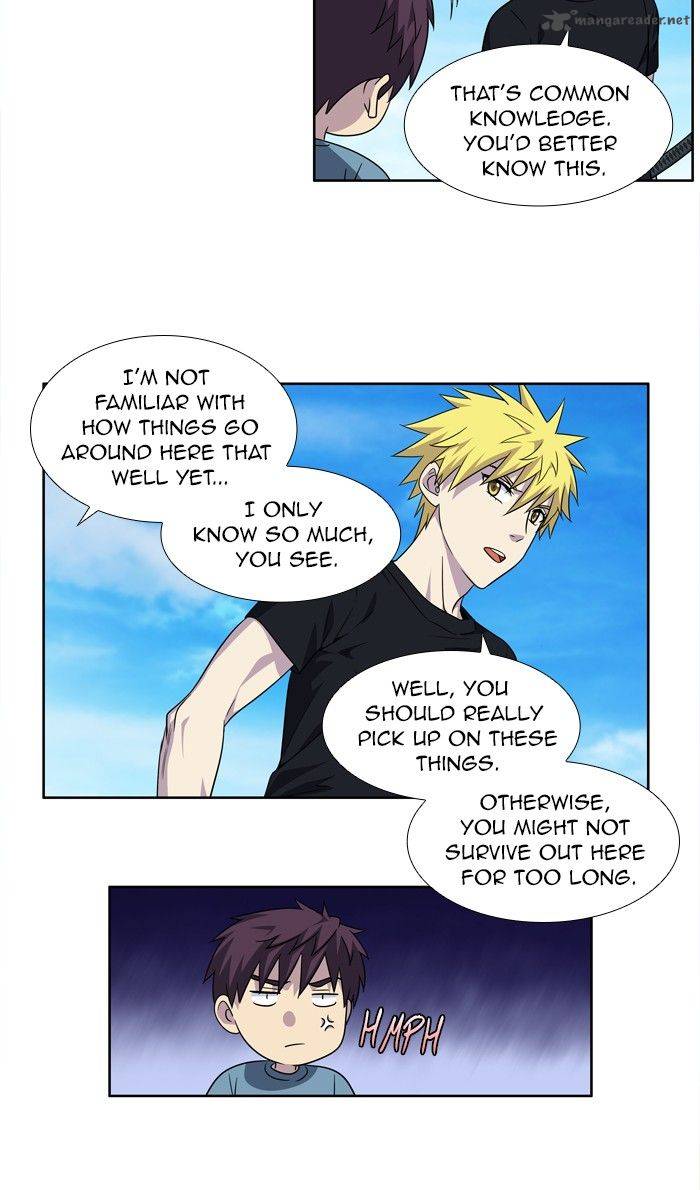 mangareader.net
THAT'S COMMON
KNOWLEDGE.
YOU'D BETTER
KNOW THIS.
I'M NOT
FAMILIAR WITH
HOW THINGS GO
AROUND HERE THAT
WELL YET...
I ONLY
KNOW SO MUCH,
YOU SEE.
WELL, YOU
SHOULD REALLY
PICK UP ON THESE
THINGS.
OTHERWISE,
YOU MIGHT NOT
SURVIVE OUT HERE
FOR TOO LONG.
HMPH